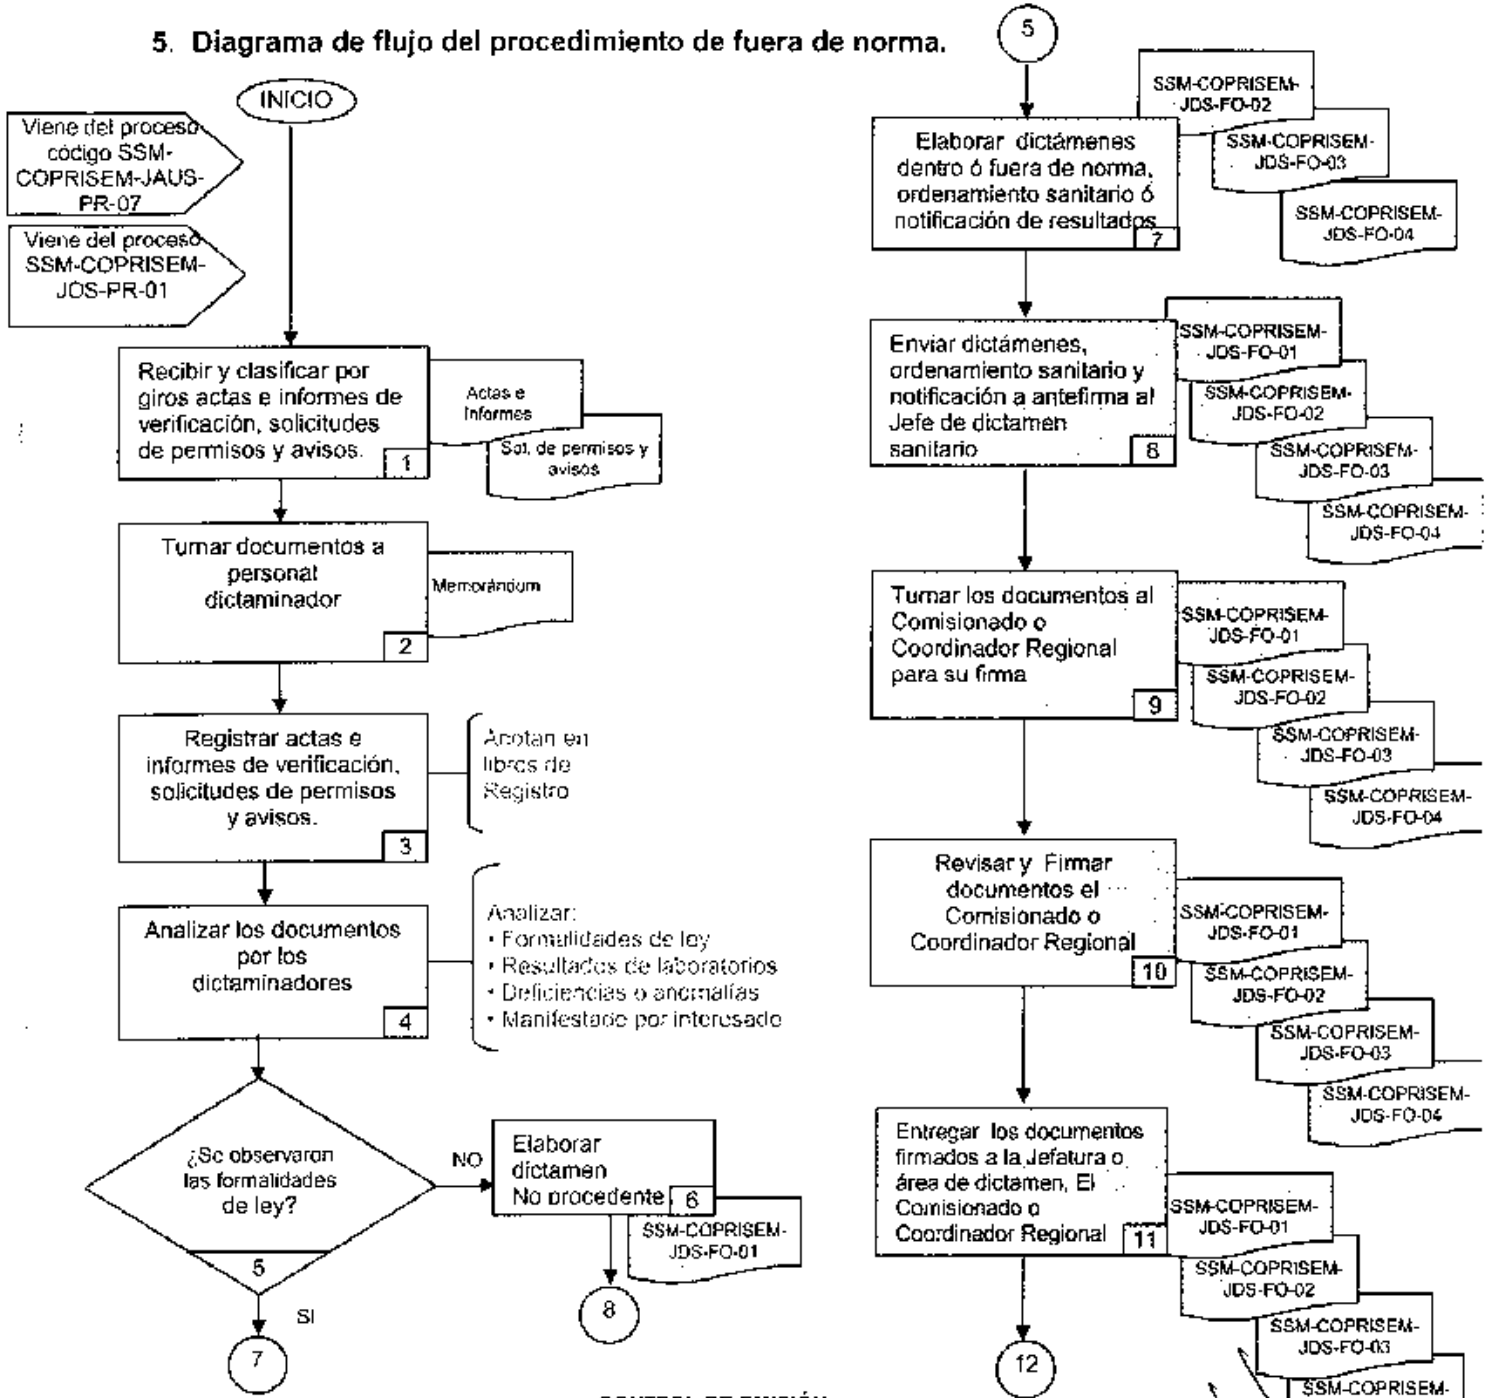 5. Diagrama de flujo del procedimiento de fuera de norma.
INICIO
Viene del proceso
código SSM-
COPRISEM-JAUS-
PR-07
Viene del proceso
SSM-COPRISEM-
JOS-PR-01
Recibir y clasificar por
giros actas e informes de
verificación, solicitudes
de permisos y avisos.
1
Actas e
Informes
Sol. de permisos y
avisos
Turnar documentos a
personal
dictaminador
2
Memorándum
Registrar actas e
informes de verificación,
solicitudes de permisos
y avisos.
3
Anotan en
libros de
Registro
Analizar los documentos
por los
dictaminadores
4
Analizar:
• Formalidades de ley
• Resultados de laboratorios
• Deficiencias o anomalías
• Manifestado por interesado
¿Se observaron
las formalidades
de ley?
5
NO
SI
7
Elaborar
dictamen
No procedente
6
SSM-COPRISEM-
JDS-FO-01
8
5
Elaborar dictámenes
dentro ó fuera de norma,
ordenamiento sanitario ó
notificación de resultados
7
SSM-COPRISEM-
JDS-FO-02
SSM-COPRISEM-
JDS-FO-03
SSM-COPRISEM-
JDS-FO-04
Enviar dictámenes,
ordenamiento sanitario y
notificación a antefirma al
Jefe de dictamen
sanitario
8
SSM-COPRISEM-
JDS-FO-01
SSM-COPRISEM-
JDS-FO-02
SSM-COPRISEM-
JDS-FO-03
SSM-COPRISEM-
JDS-FO-04
Turnar los documentos al
Comisionado o
Coordinador Regional
para su firma
9
SSM-COPRISEM-
JDS-FO-01
SSM-COPRISEM-
JDS-FO-02
SSM-COPRISEM-
JDS-FO-03
SSM-COPRISEM-
JDS-FO-04
Revisar y Firmar
documentos el
Comisionado o
Coordinador Regional
10
SSM-COPRISEM-
JDS-FO-01
SSM-COPRISEM-
JDS-FO-02
SSM-COPRISEM-
JDS-FO-03
SSM-COPRISEM-
JDS-FO-04
Entregar los documentos
firmados a la Jefatura o
área de dictamen, El
Comisionado o
Coordinador Regional
11
SSM-COPRISEM-
JDS-FO-01
SSM-COPRISEM-
JDS-FO-02
SSM-COPRISEM-
JDS-FO-03
SSM-COPRISEM-
12